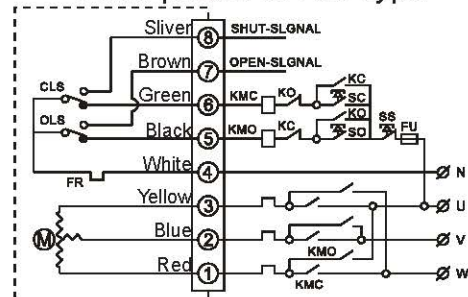 Sliver 8 SHUT-SLGNAL
Brown 7 OPEN-SLGNAL
CLS Green 6 KMC KO KC SC
OLS Black 5 KMO KC KO SO SS FU
White 4 N
FR
Yellow 3 U
M Blue 2 V
KMO
Red 1 W
KMC